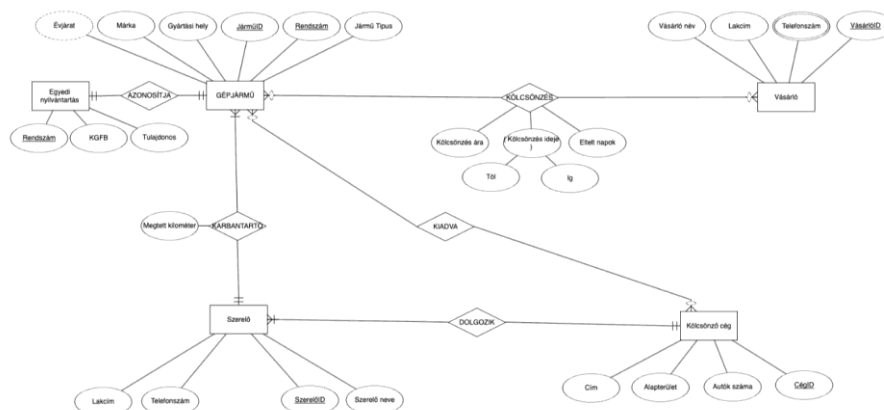 Évjárat
Márka
Gyártási hely
JárműID
Rendszám
Jármű Tipus
Vásárló név
Lakcím
Telefonszám
VásárlóID
Egyedi
nyilvántartás
AZONOSÍTJA
GÉPJÁRMŰ
KÖLCSÖNZÉS
Vásárló
Rendszám
KGFB
Tulajdonos
Kölcsönzés ára
( Kölcsönzés ideje
)
Eltelt napok
Tól
Ig
Megtett kilométer
KARBANTARTÓ
KIADVA
Szerelő
DOLGOZIK
Kölcsönző cég
Lakcím
Telefonszám
SzerelőID
Szerelő neve
Cím
Alapterület
Autók száma
CégID